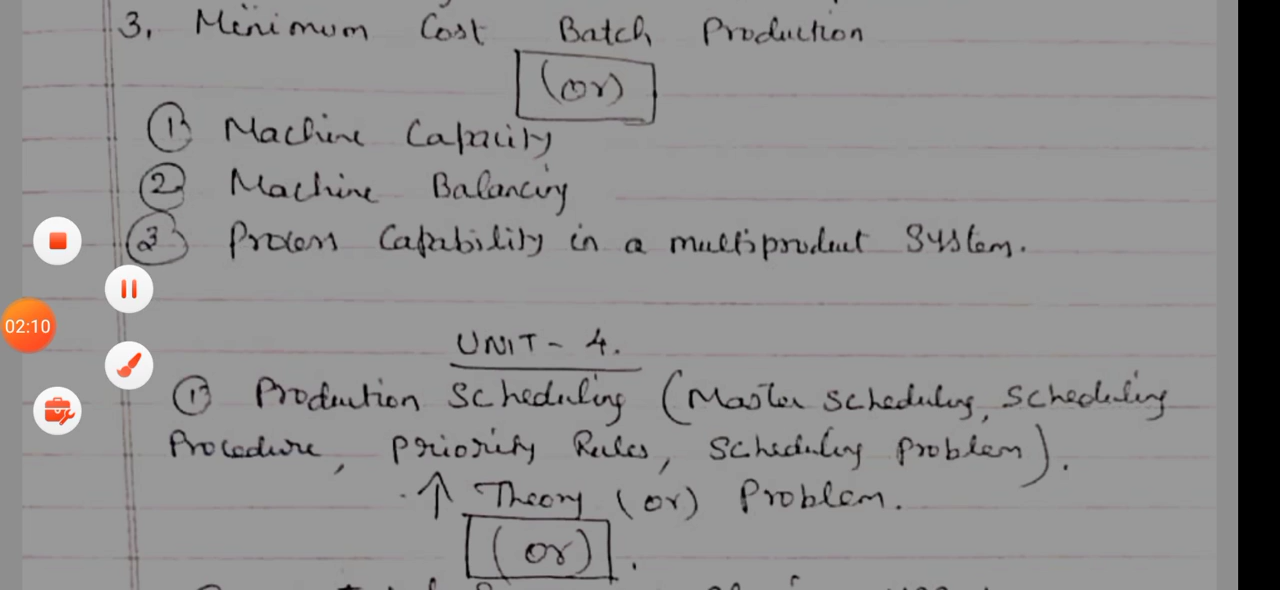 3. Minimum Cost Batch Production
(or)
① Machine Capacity
② Machine Balancing
③ Process Capability in a multiproduct System.
UNIT - 4.
① Production Scheduling (Master Scheduling, Scheduling
Procedure, Priority Rules, Scheduling Problem).
↑ Theory (or) Problem.
(or).
02:10